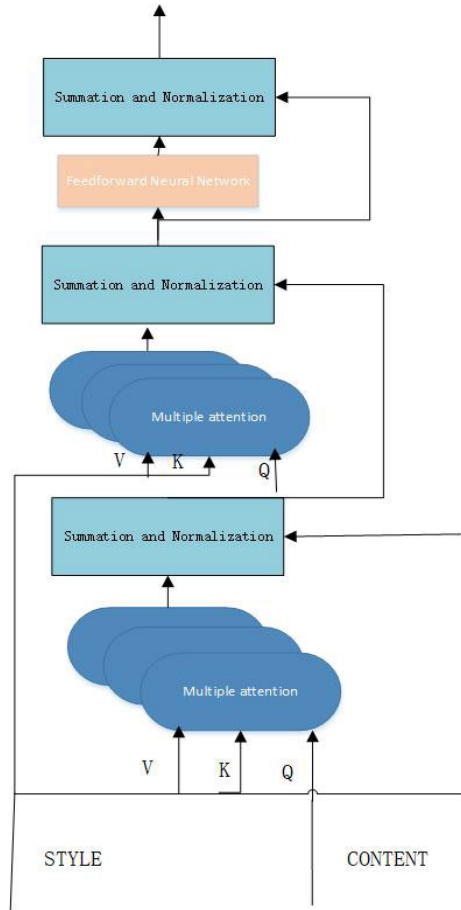 Summation and Normalization
Feedforward Neural Network
Summation and Normalization
Multiple attention
V K Q
Summation and Normalization
Multiple attention
V K Q
STYLE CONTENT